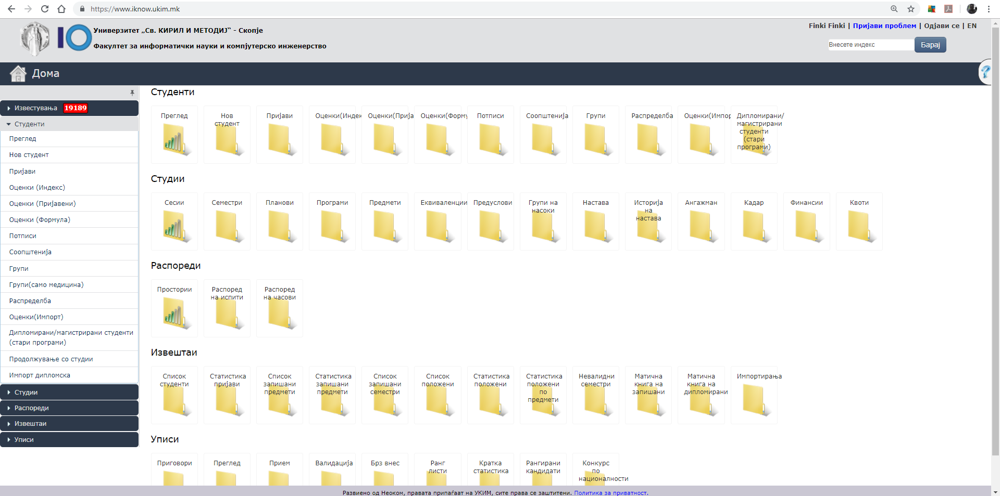 https://www.iknow.ukim.mk
Универзитет „Св. КИРИЛ И МЕТОДИЈ“ - Скопје
Факултет за информатички науки и компјутерско инженерство
Finki Finki | Пријави проблем | Одјави се | EN
Внесете индекс
Барај
Дома
Известувања 19189
Студенти
Преглед
Нов студент
Пријави
Оценки (Индекс)
Оценки (Пријавени)
Оценки (Формула)
Потписи
Соопштенија
Групи
Групи(само медицина)
Распределба
Оценки(Импорт)
Дипломирани/магистрирани студенти
(стари програми)
Продолжување со студии
Импорт дипломска
Студии
Распореди
Извештаи
Уписи
Студенти
Преглед
Нов
студент
Пријави
Оценки(Индек
Оценки(Прија
Оценки(Форму
Потписи
Соопштенија
Групи
Распределба
Оценки(Импор
Дипломирани/
магистрирани
студенти
(стари
програми)
Студии
Сесии
Семестри
Планови
Програми
Предмети
Еквиваленции
Предуслови
Групи на
насоки
Настава
Историја
на
настава
Ангажман
Кадар
Финансии
Квоти
Распореди
Простории
Распоред
на испити
Распоред
на часови
Извештаи
Список
студенти
Статистика
пријави
Список
запишани
предмети
Статистика
запишани
предмети
Список
запишани
семестри
Список
положени
Статистика
положени
Статистика
положени
по
предмети
Невалидни
семестри
Матична
книга на
запишани
Матична
книга на
дипломирани
Импортирања
Уписи
Приговори
Преглед
Прием
Валидација
Брз внес
Ранг
листи
Кратка
статистика
Рангирани
кандидати
Конкурс
по
националности
Развиено од Неоком, правата припаѓаат на УКИМ, сите права се заштитени. Политика за приватност.